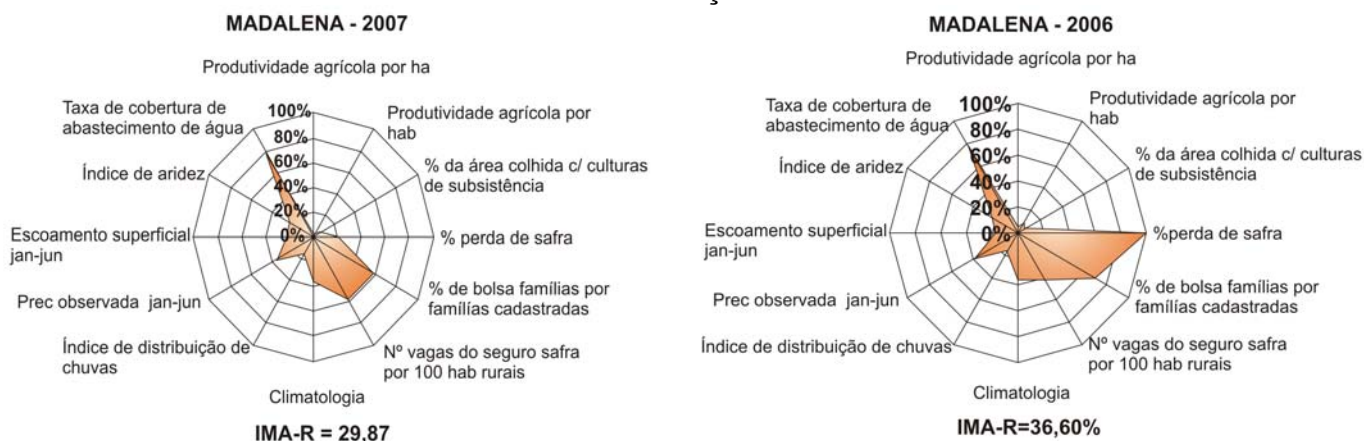 MADALENA - 2007
Produtividade agrícola por ha
Taxa de cobertura de
abastecimento de água
Produtividade agrícola por
hab
Índice de aridez
% da área colhida c/ culturas
de subsistência
Escoamento superficial
jan-jun
% perda de safra
Prec observada jan-jun
% de bolsa famílias por
famílías cadastradas
Índice de distribuição de
chuvas
Nº vagas do seguro safra
por 100 hab rurais
Climatologia
100%
80%
60%
40%
20%
0%
IMA-R = 29,87
MADALENA - 2006
Produtividade agrícola por ha
Taxa de cobertura de
abastecimento de água
Produtividade agrícola por
hab
Índice de aridez
% da área colhida c/ culturas
de subsistência
Escoamento superficial
jan-jun
%perda de safra
Prec observada jan-jun
% de bolsa famílias por
famílías cadastradas
Índice de distribuição de chuvas
Nº vagas do seguro safra
por 100 hab rurais
Climatologia
100%
80%
60%
40%
20%
0%
IMA-R=36,60%